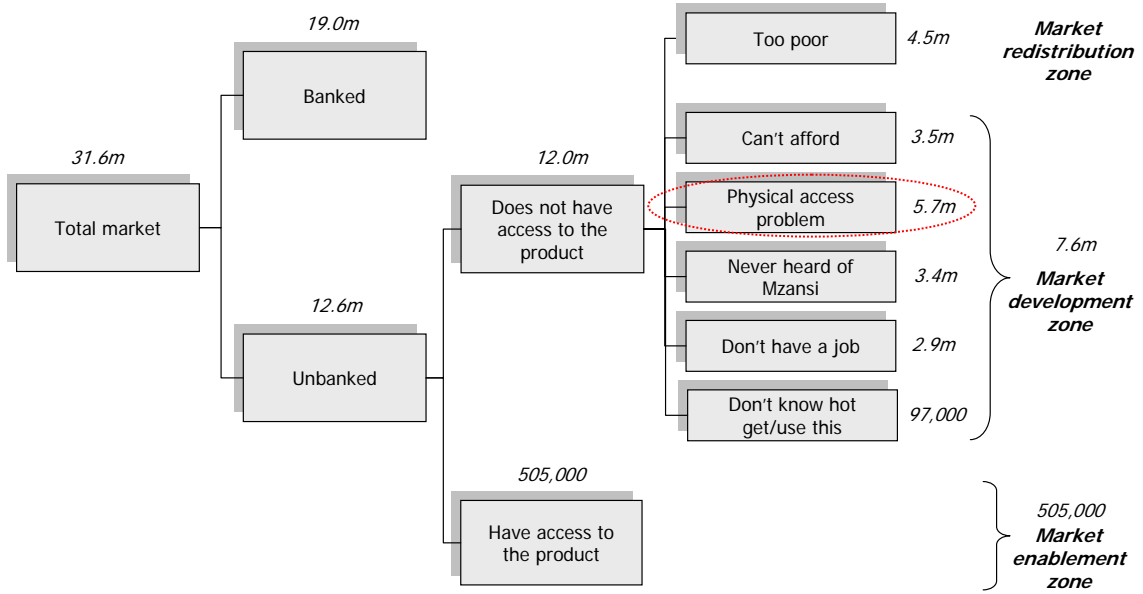 19.0m
Banked
31.6m
Total market
12.6m
Unbanked
12.0m
Does not have
access to the
product
505,000
Have access to
the product
Too poor
4.5m
Can't afford
3.5m
Physical access
problem
5.7m
Never heard of
Mzansi
3.4m
Don't have a job
2.9m
Don't know hot
get/use this
97,000
Market
redistribution
zone
7.6m
Market
development
zone
505,000
Market
enablement
zone